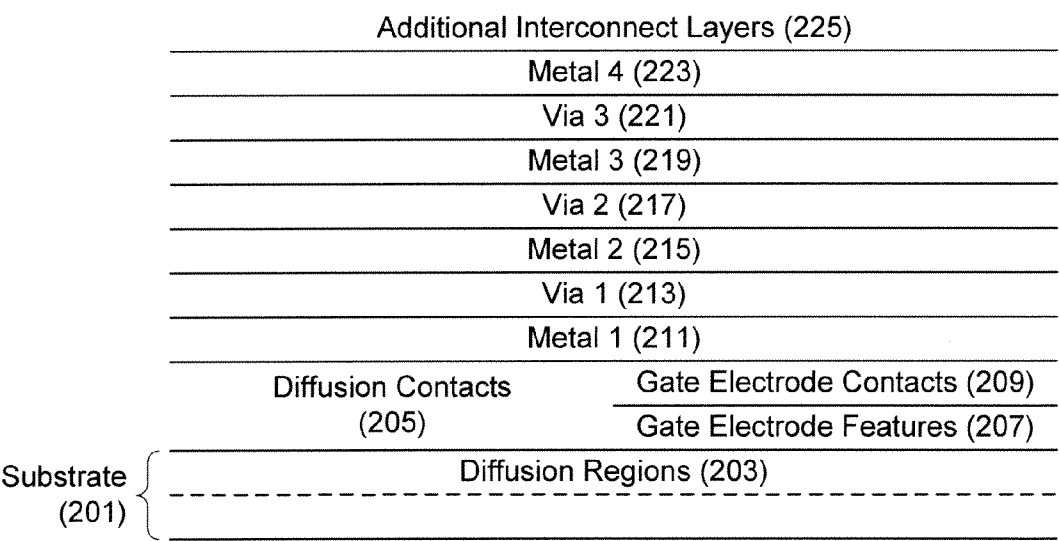 Additional Interconnect Layers (225)
Metal 4 (223)
Via 3 (221)
Metal 3 (219)
Via 2 (217)
Metal 2 (215)
Via 1 (213)
Metal 1 (211)
Diffusion Contacts
(205)
Gate Electrode Contacts (209)
Gate Electrode Features (207)
Substrate
(201)
Diffusion Regions (203)